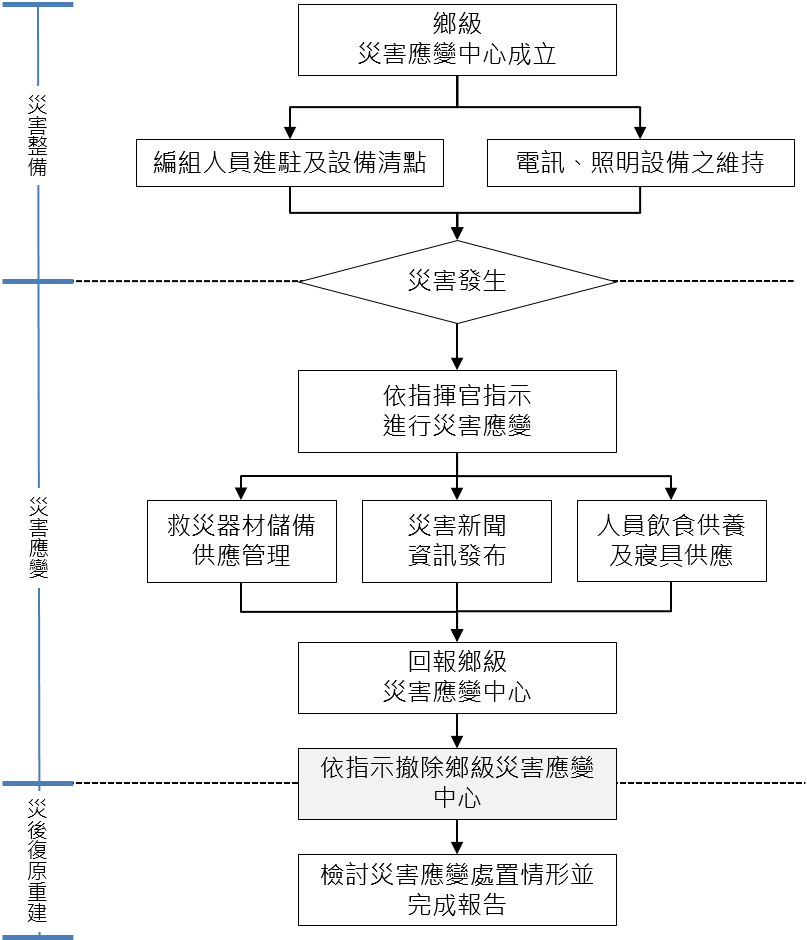 鄉級
災害應變中心成立
編組人員進駐及設備清點
電訊、照明設備之維持
災害整備
災害發生
依指揮官指示
進行災害應變
救災器材儲備
供應管理
災害新聞
資訊發布
人員飲食供養
及寢具供應
災害應變
回報鄉級
災害應變中心
依指示撤除鄉級災害應變
中心
災後復原重建
檢討災害應變處置情形並
完成報告